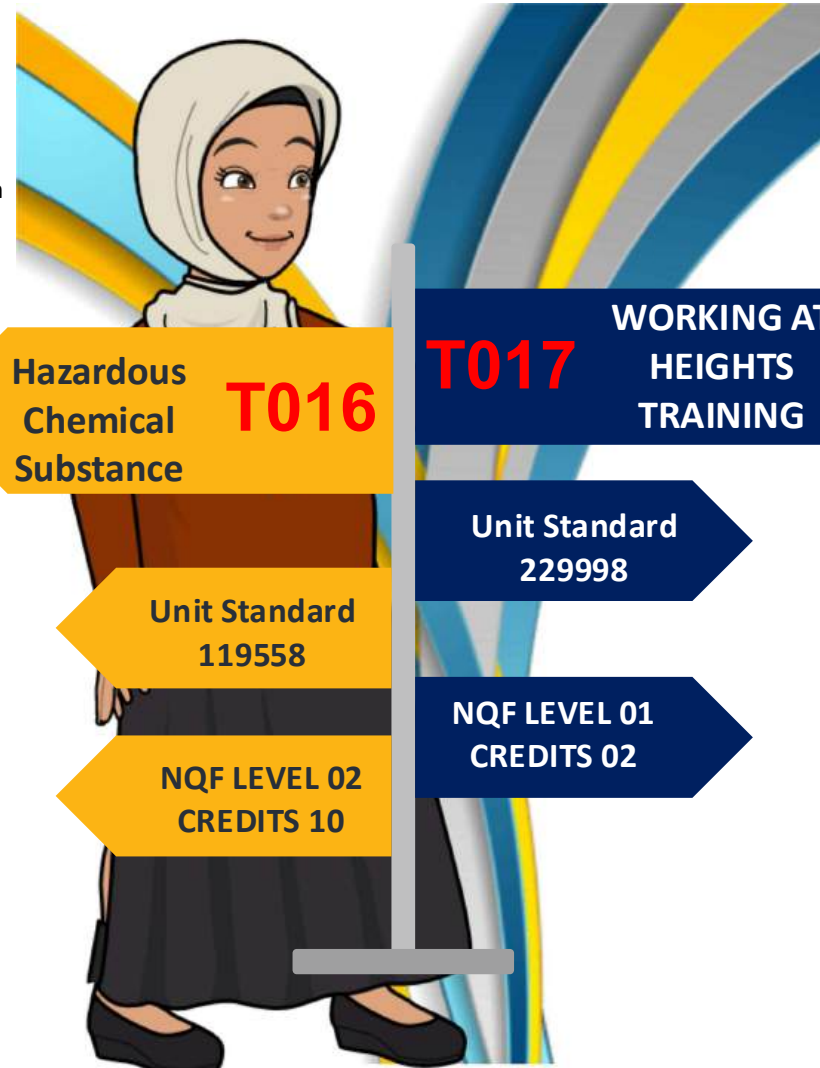 Hazardous
Chemical
Substance
T016
Unit Standard
119558
NQF LEVEL 02
CREDITS 10
T017
WORKING AT
HEIGHTS
TRAINING
Unit Standard
229998
NQF LEVEL 01
CREDITS 02